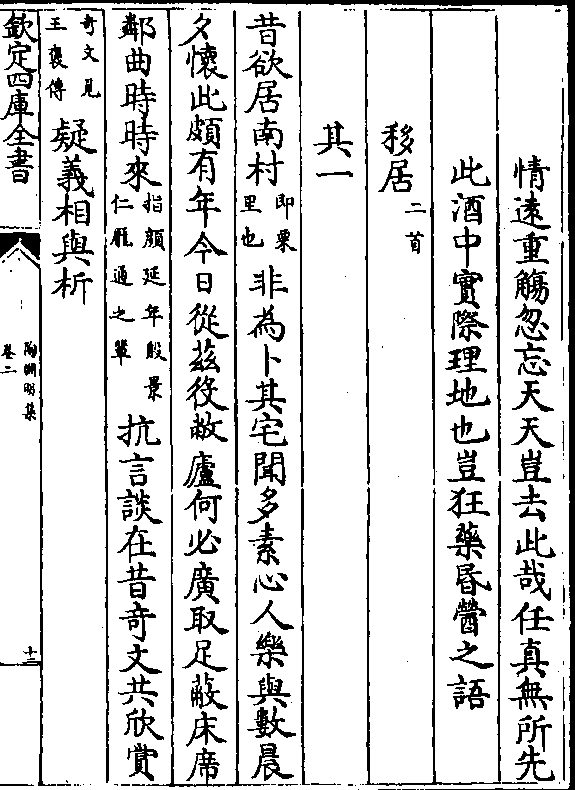 情遠重觴忽忘天天豈去此哉任真無所先
此酒中實際理地也豈狂藥昬瞢之語
移居二首
其一
昔欲居南村即栗里也非為卜其宅聞多素心人樂與數晨
夕懷此頗有年今日從茲役敝廬何必廣取足蔽床席
鄰曲時時來指顔延年殷景仁龎通之輩抗言談在昔奇文共欣賞
奇文見王褒傳疑義相與析
欽定四庫全書
陶淵明集
卷二
十三